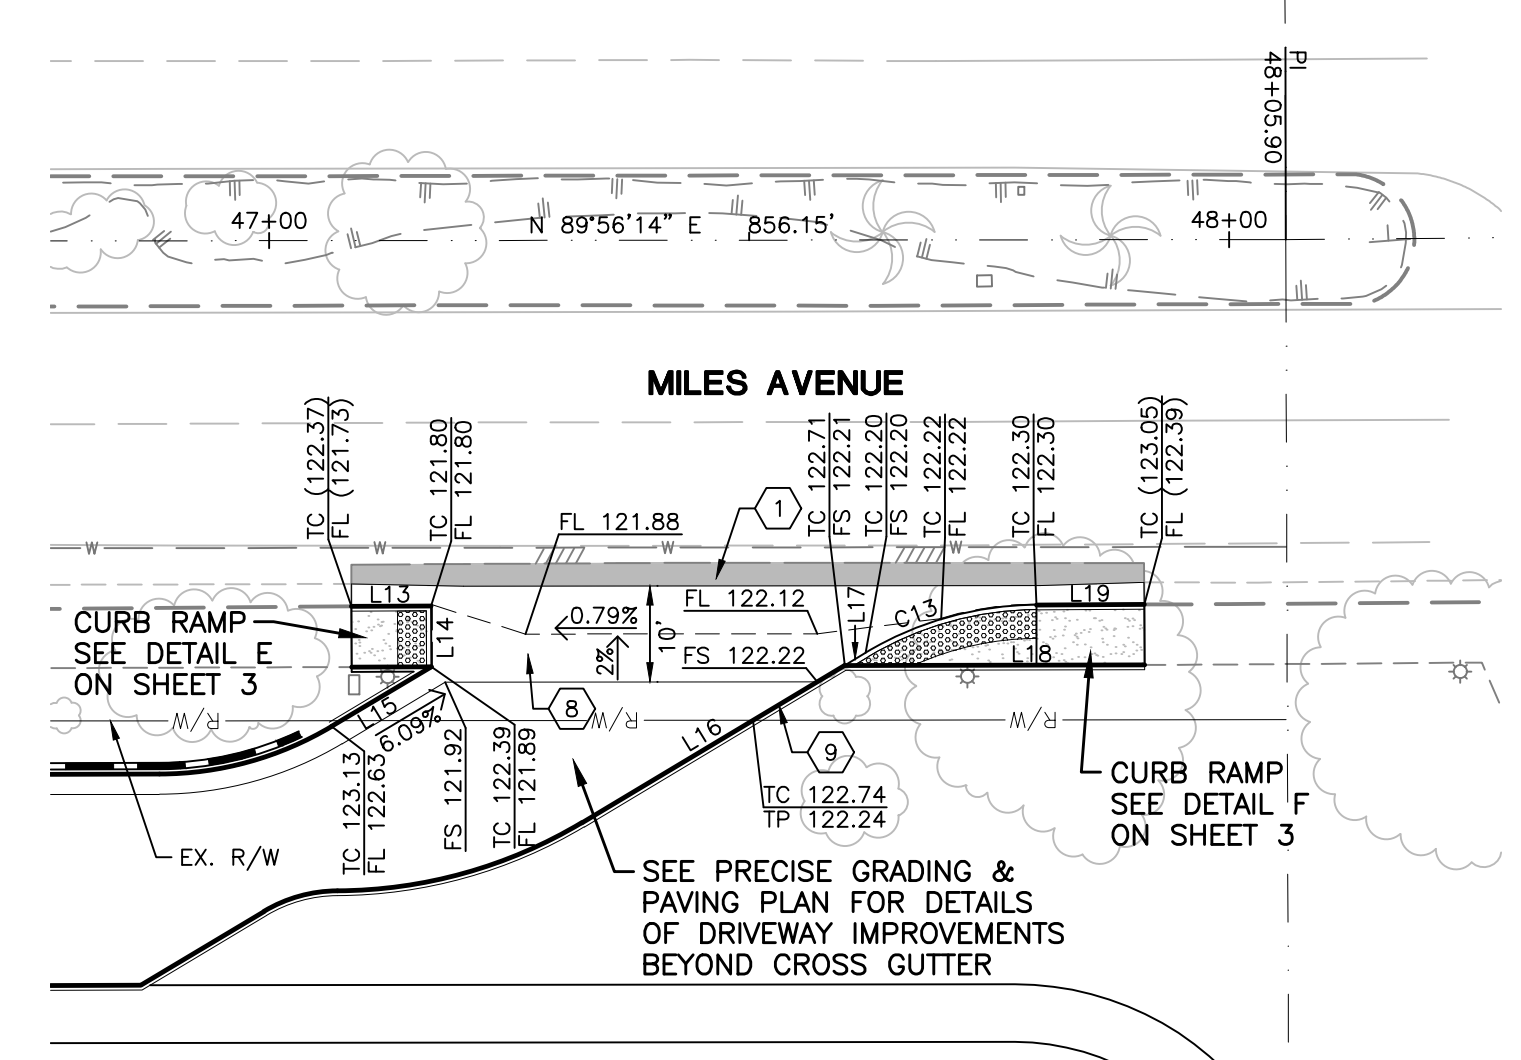 PI
48+05.90
47+00
N 89°56'14" E
856.15'
48+00
MILES AVENUE
TC (122.37)
FL (121.73)
TC 121.80
FL 121.80
TC 122.71
FS 122.21
TC 122.20
FS 122.20
TC 122.22
FL 122.22
TC 122.30
FL 122.30
TC (123.05)
FL (122.39)
FL 121.88
1
W
W
W
W
L13
L14
FL 122.12
0.79%
10'
2%
FS 122.22
L17
C13
L19
L18
CURB RAMP
SEE DETAIL E
ON SHEET 3
R/W
R/W
R/W
L15
6.09%
8
L16
9
TC 123.13
FL 122.63
FS 121.92
TC 122.39
FL 121.89
TC 122.74
TP 122.24
CURB RAMP
SEE DETAIL F
ON SHEET 3
EX. R/W
SEE PRECISE GRADING &
PAVING PLAN FOR DETAILS
OF DRIVEWAY IMPROVEMENTS
BEYOND CROSS GUTTER